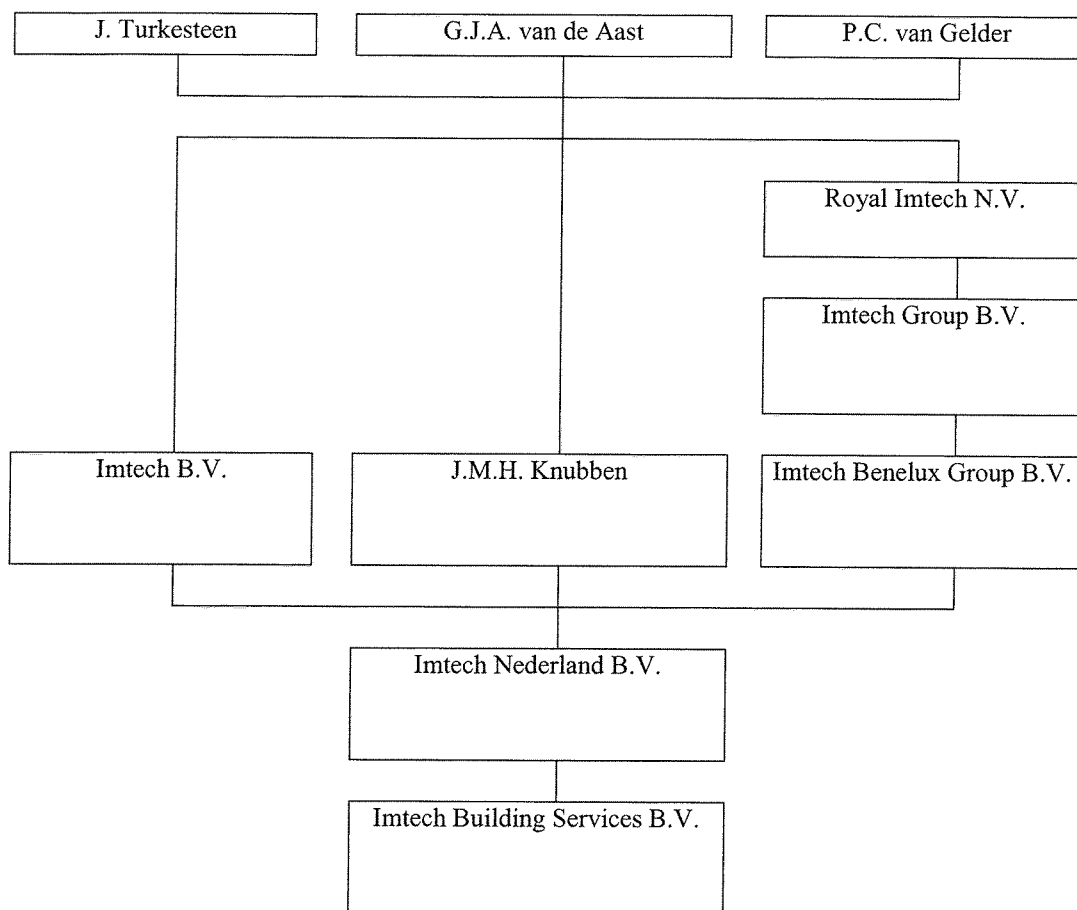 J. Turkesteen
G.J.A. van de Aast
P.C. van Gelder
Royal Imtech N.V.
Imtech Group B.V.
Imtech B.V.
J.M.H. Knubben
Imtech Benelux Group B.V.
Imtech Nederland B.V.
Imtech Building Services B.V.